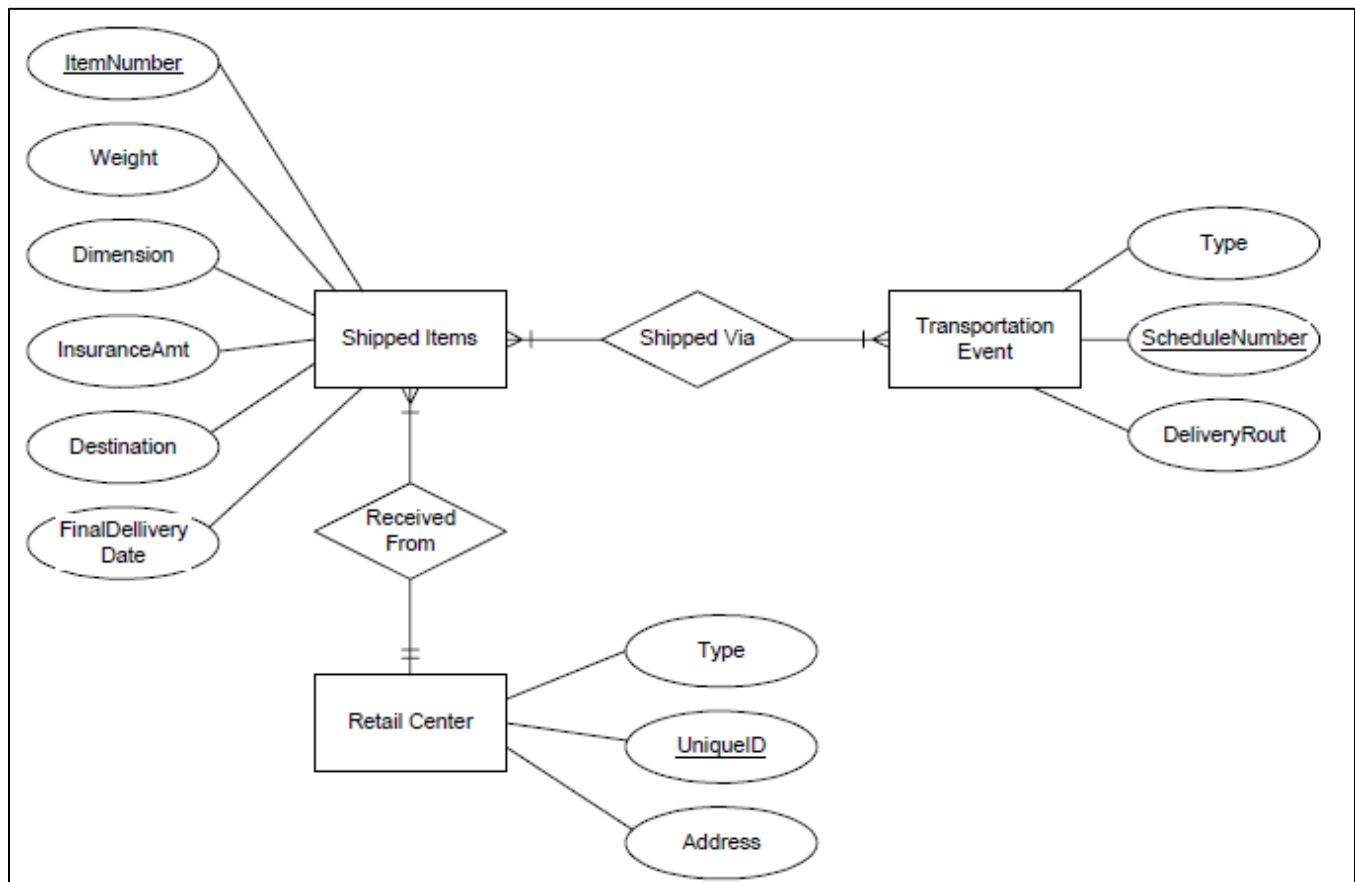 ItemNumber
Weight
Dimension
InsuranceAmt
Destination
FinalDellivery
Date
Shipped Items
Shipped Via
Transportation
Event
Type
ScheduleNumber
DeliveryRout
Received
From
Retail Center
Type
UniqueID
Address